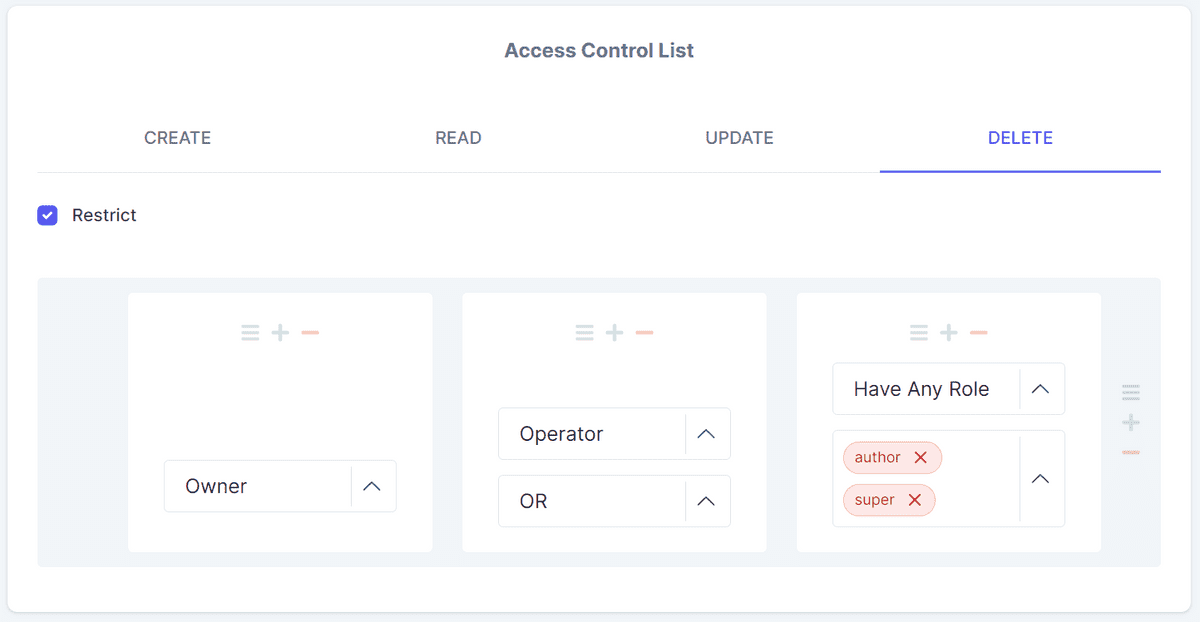 Access Control List
CREATE READ UPDATE DELETE
Restrict
Owner
Operator
OR
Have Any Role
author
super